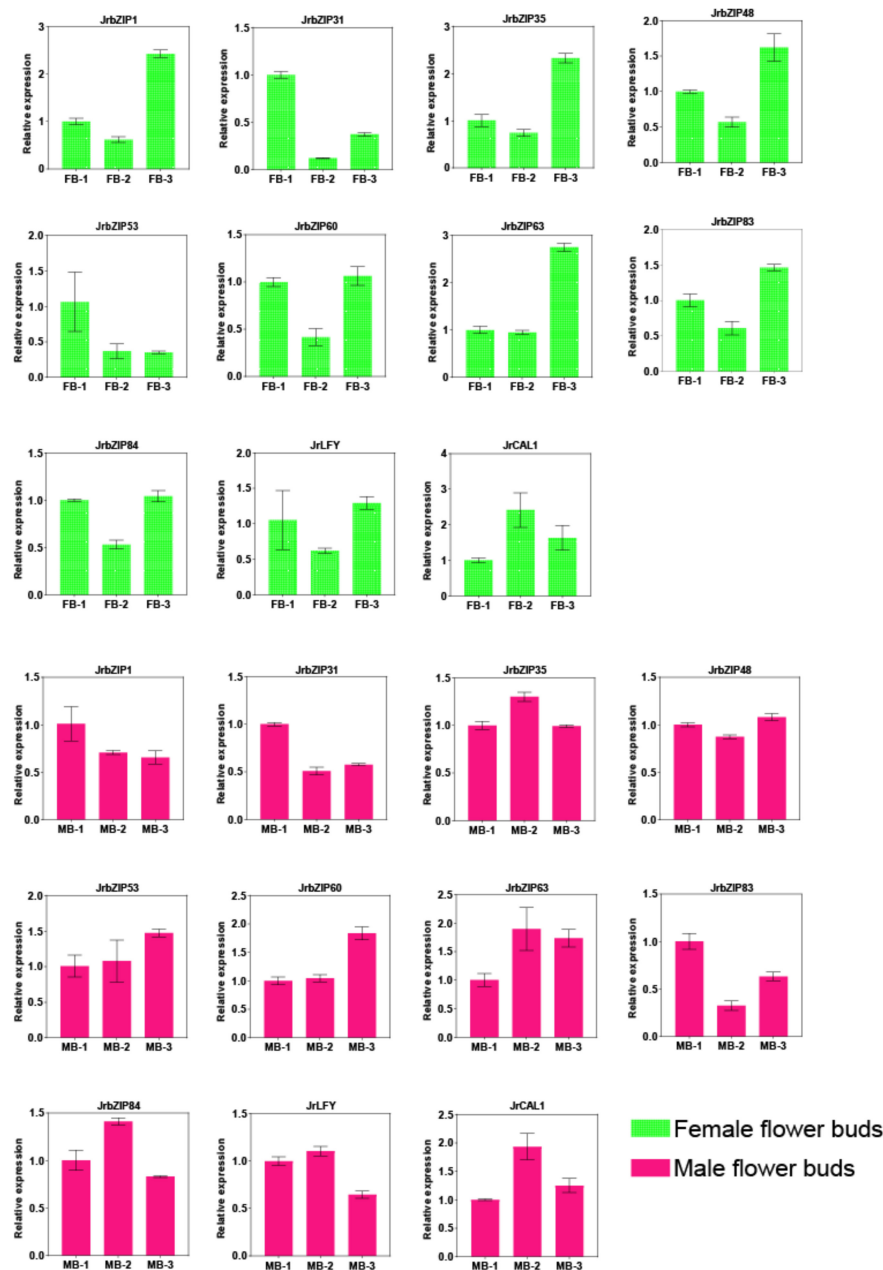 JrbZIP1
Relative expression
3
2
1
0
FB-1 FB-2 FB-3
JrbZIP31
Relative expression
1.5
1.0
0.5
0.0
FB-1 FB-2 FB-3
JrbZIP35
Relative expression
3
2
1
0
FB-1 FB-2 FB-3
JrbZIP48
Relative expression
2.0
1.5
1.0
0.5
0.0
FB-1 FB-2 FB-3
JrbZIP53
Relative expression
2.0
1.5
1.0
0.5
0.0
FB-1 FB-2 FB-3
JrbZIP60
Relative expression
1.5
1.0
0.5
0.0
FB-1 FB-2 FB-3
JrbZIP63
Relative expression
3
2
1
0
FB-1 FB-2 FB-3
JrbZIP83
Relative expression
2.0
1.5
1.0
0.5
0.0
FB-1 FB-2 FB-3
JrbZIP84
Relative expression
1.5
1.0
0.5
0.0
FB-1 FB-2 FB-3
JrLFY
Relative expression
2.0
1.5
1.0
0.5
0.0
FB-1 FB-2 FB-3
JrCAL1
Relative expression
4
3
2
1
0
FB-1 FB-2 FB-3
JrbZIP1
Relative expression
1.5
1.0
0.5
0.0
MB-1 MB-2 MB-3
JrbZIP31
Relative expression
1.5
1.0
0.5
0.0
MB-1 MB-2 MB-3
JrbZIP35
Relative expression
1.5
1.0
0.5
0.0
MB-1 MB-2 MB-3
JrbZIP48
Relative expression
1.5
1.0
0.5
0.0
MB-1 MB-2 MB-3
JrbZIP53
Relative expression
2.0
1.5
1.0
0.5
0.0
MB-1 MB-2 MB-3
JrbZIP60
Relative expression
2.5
2.0
1.5
1.0
0.5
0.0
MB-1 MB-2 MB-3
JrbZIP63
Relative expression
2.5
2.0
1.5
1.0
0.5
0.0
MB-1 MB-2 MB-3
JrbZIP83
Relative expression
1.5
1.0
0.5
0.0
MB-1 MB-2 MB-3
JrbZIP84
Relative expression
1.5
1.0
0.5
0.0
MB-1 MB-2 MB-3
JrLFY
Relative expression
1.5
1.0
0.5
0.0
MB-1 MB-2 MB-3
JrCAL1
Relative expression
2.5
2.0
1.5
1.0
0.5
0.0
MB-1 MB-2 MB-3
Female flower buds
Male flower buds